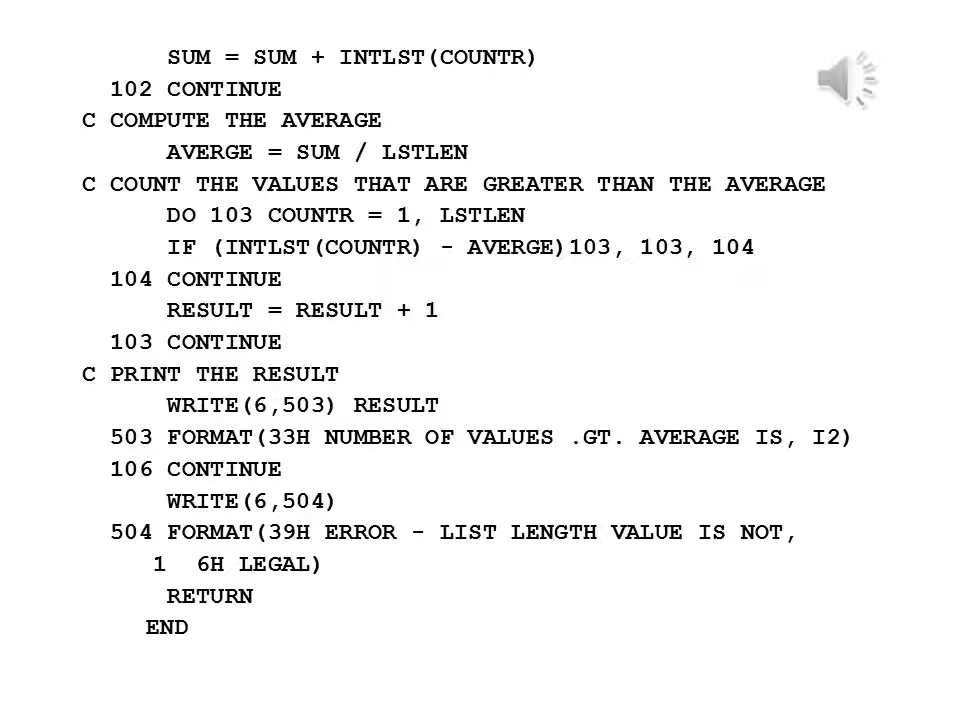 SUM = SUM + INTLST(COUNTR)
102 CONTINUE
C COMPUTE THE AVERAGE
AVERGE = SUM / LSTLEN
C COUNT THE VALUES THAT ARE GREATER THAN THE AVERAGE
DO 103 COUNTR = 1, LSTLEN
IF (INTLST(COUNTR) - AVERGE)103, 103, 104
104 CONTINUE
RESULT = RESULT + 1
103 CONTINUE
C PRINT THE RESULT
WRITE(6,503) RESULT
503 FORMAT(33H NUMBER OF VALUES .GT. AVERAGE IS, I2)
106 CONTINUE
WRITE(6,504)
504 FORMAT(39H ERROR - LIST LENGTH VALUE IS NOT,
1  6H LEGAL)
RETURN
END